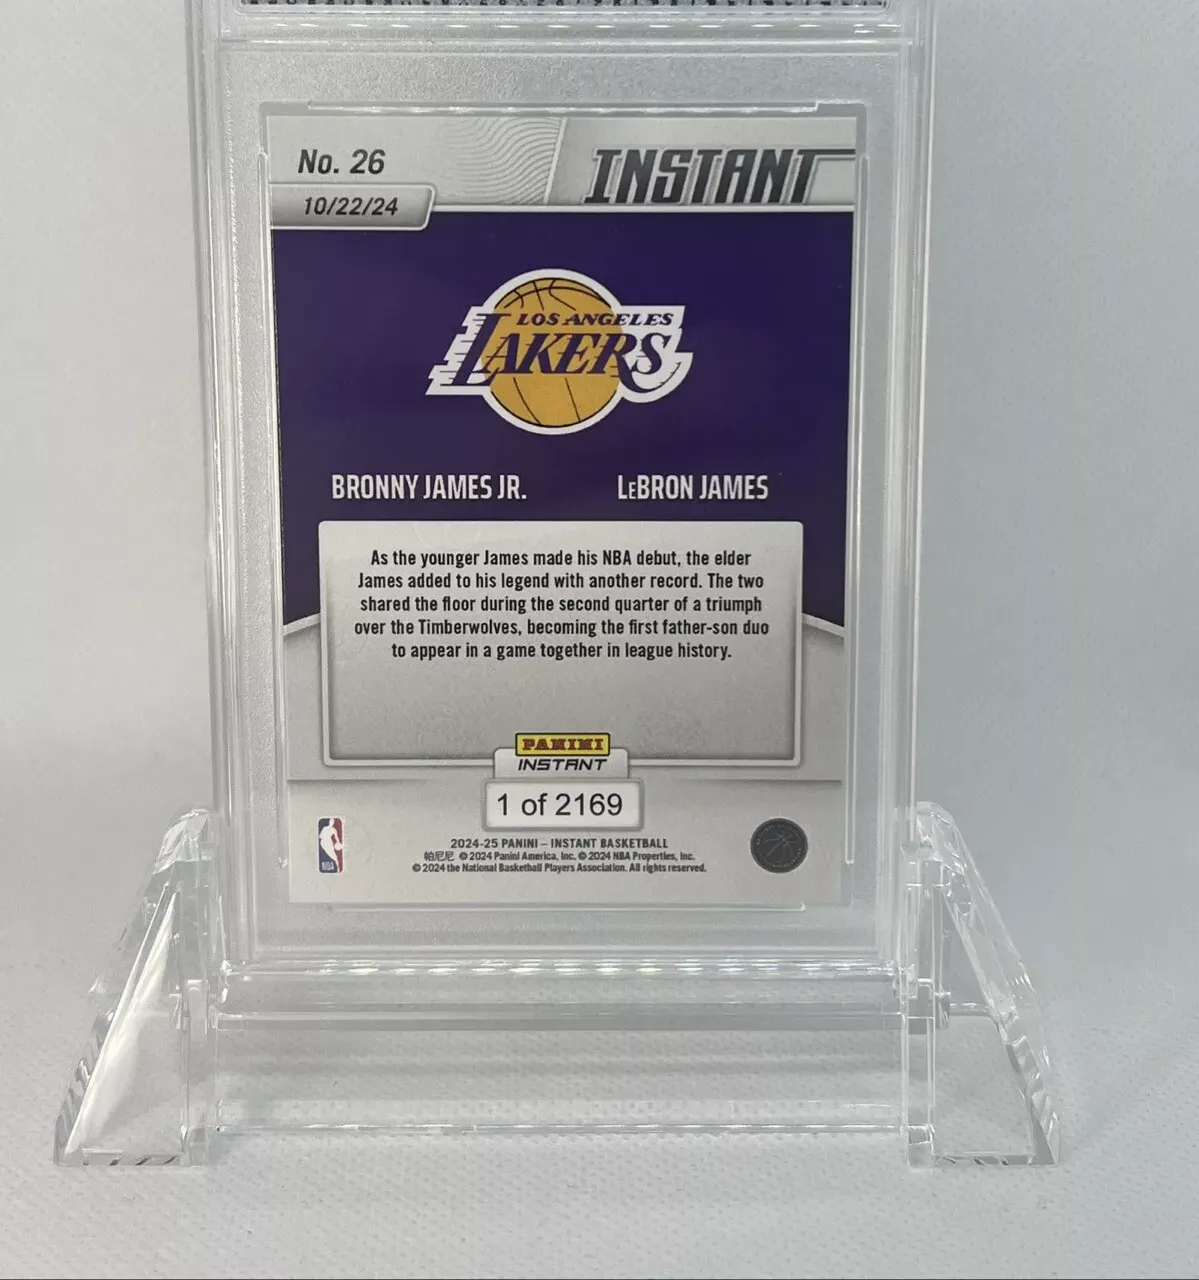 No. 26
INSTANT
10/22/24
LOS ANGELES
LAKERS
BRONNY JAMES JR.
LEBRON JAMES
As the younger James made his NBA debut, the elder
James added to his legend with another record. The two
shared the floor during the second quarter of a triumph
over the Timberwolves, becoming the first father-son duo
to appear in a game together in league history.
PANINI
INSTANT
1 of 2169
NBA
2024-25 PANINI – INSTANT BASKETBALL
帕尼尼 © 2024 Panini America, Inc. © 2024 NBA Properties, Inc.
© 2024 the National Basketball Players Association. All rights reserved.